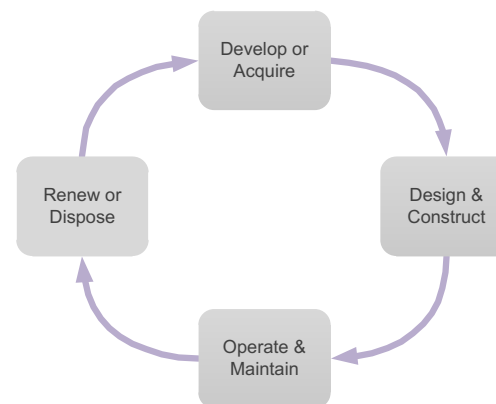 Develop or
Acquire
Design &
Construct
Operate &
Maintain
Renew or
Dispose